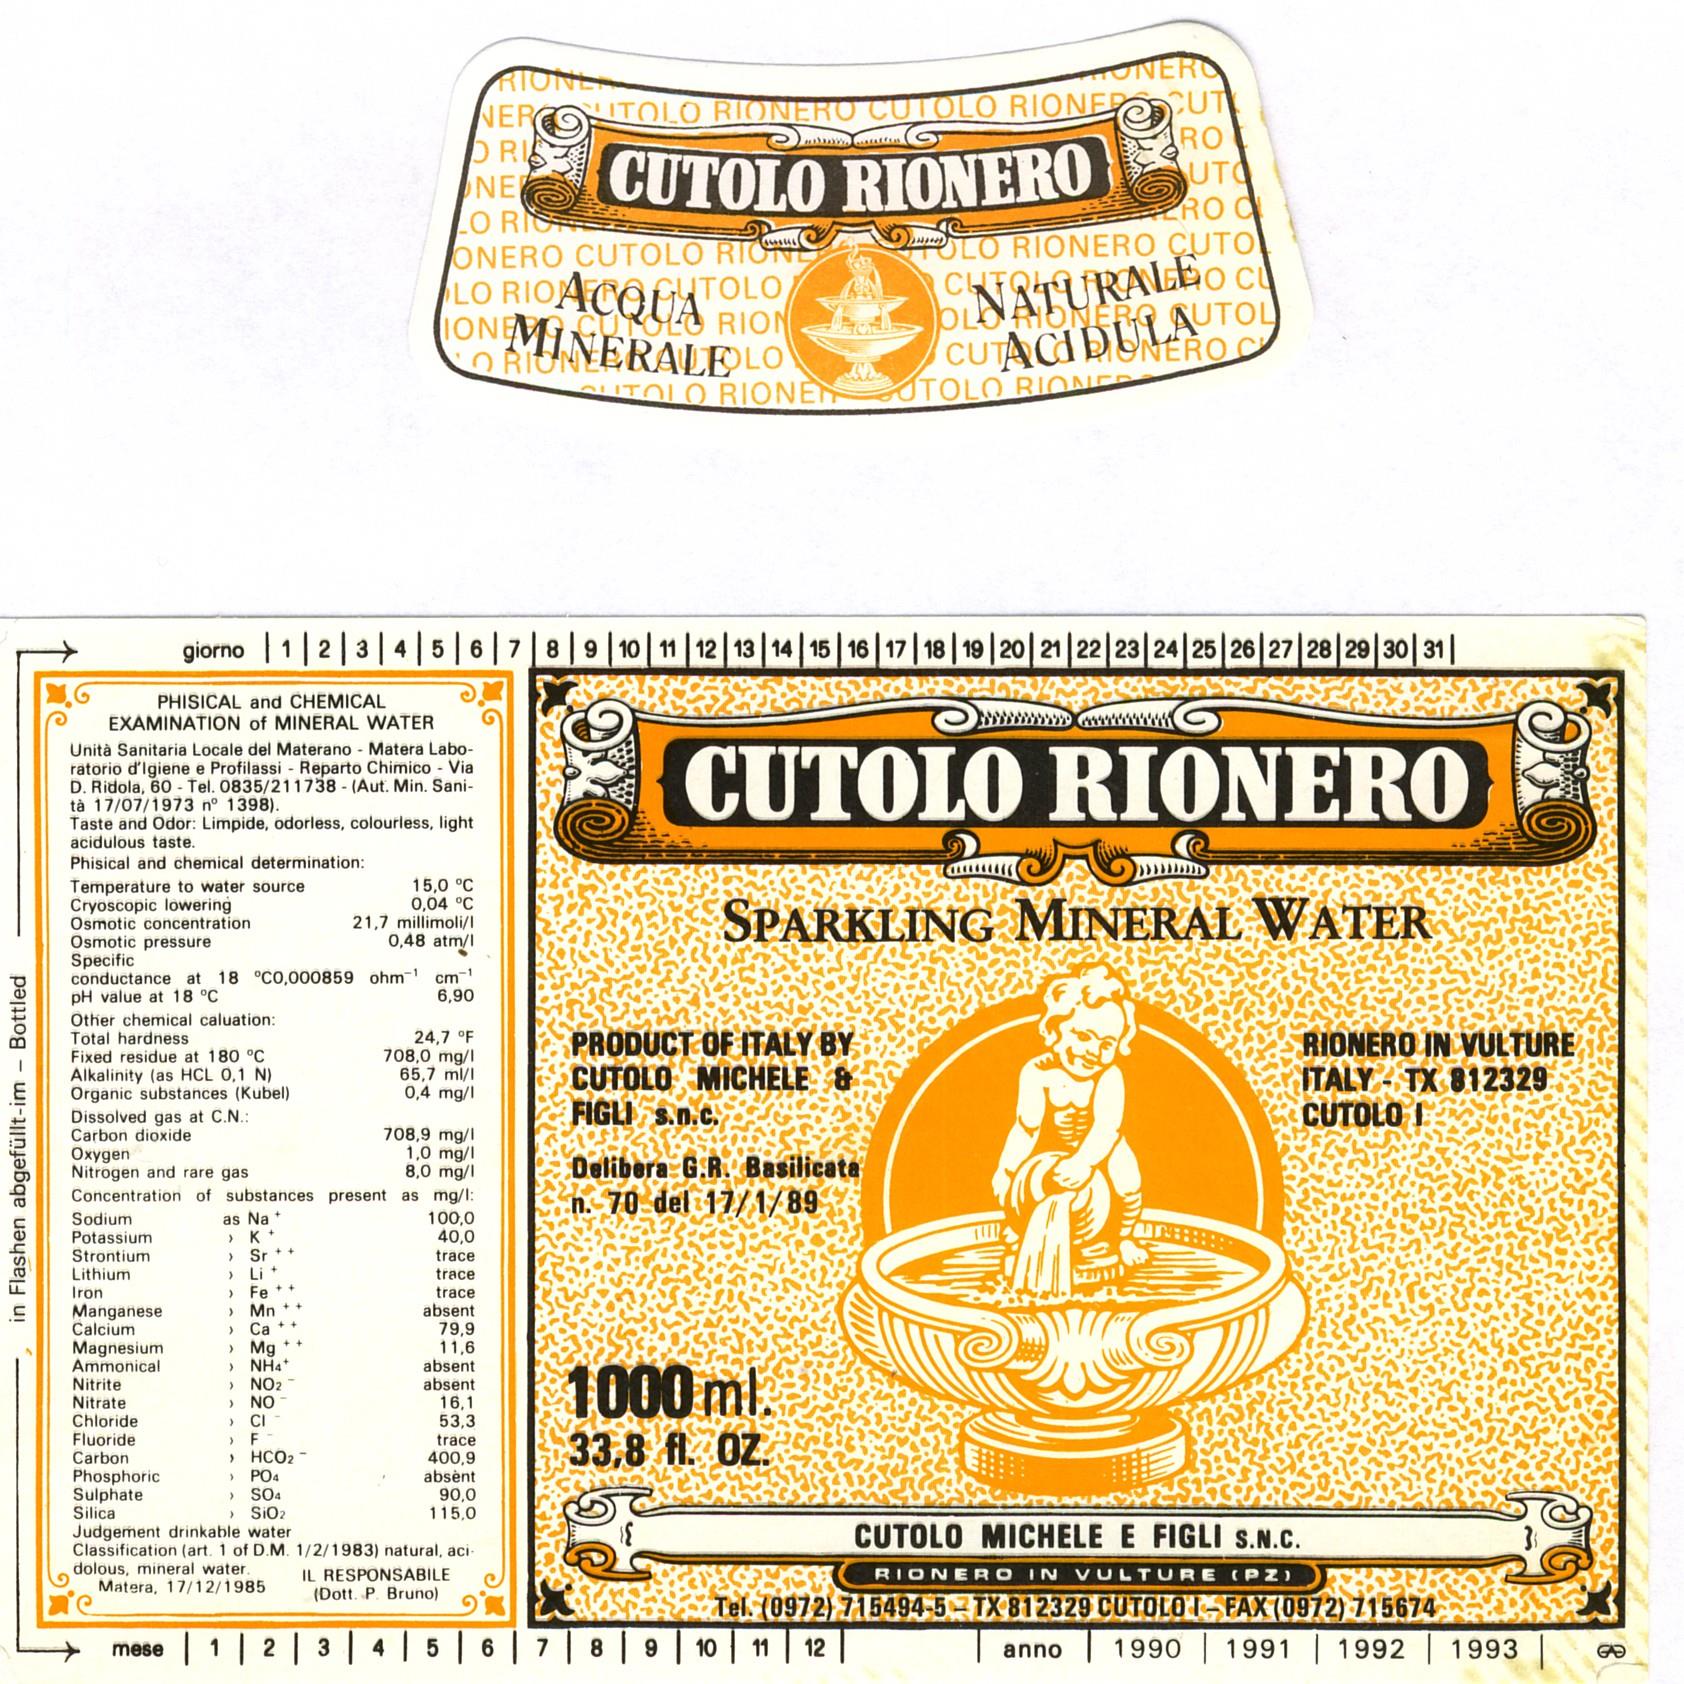 CUTOLO RIONERO
ACQUA
MINERALE
NATURALE
ACIDULA
giorno | 1 | 2 | 3 | 4 | 5 | 6 | 7 | 8 | 9 | 10 | 11 | 12 | 13 | 14 | 15 | 16 | 17 | 18 | 19 | 20 | 21 | 22 | 23 | 24 | 25 | 26 | 27 | 28 | 29 | 30 | 31 |
in Flashen abgefüllt-im – Bottled
PHISICAL and CHEMICAL
EXAMINATION of MINERAL WATER
Unità Sanitaria Locale del Materano - Matera Labo-
ratorio d'Igiene e Profilassi - Reparto Chimico - Via
D. Ridola, 60 - Tel. 0835/211738 - (Aut. Min. Sani-
tà 17/07/1973 nº 1398).
Taste and Odor: Limpide, odorless, colourless, light
acidulous taste.
Phisical and chemical determination:
Temperature to water source 15,0 ºC
Cryoscopic lowering 0,04 ºC
Osmotic concentration 21,7 millimoli/l
Osmotic pressure 0,48 atm/l
Specific
conductance at 18 ºC0,000859 ohm⁻¹ cm⁻¹
pH value at 18 ºC 6,90
Other chemical caluation:
Total hardness 24,7 ºF
Fixed residue at 180 ºC 708,0 mg/l
Alkalinity (as HCL 0,1 N) 65,7 ml/l
Organic substances (Kubel) 0,4 mg/l
Dissolved gas at C.N.:
Carbon dioxide 708,9 mg/l
Oxygen 1,0 mg/l
Nitrogen and rare gas 8,0 mg/l
Concentration of substances present as mg/l:
Sodium as Na⁺ 100,0
Potassium › K⁺ 40,0
Strontium › Sr⁺⁺ trace
Lithium › Li⁺ trace
Iron › Fe⁺⁺ trace
Manganese › Mn⁺⁺ absent
Calcium › Ca⁺⁺ 79,9
Magnesium › Mg⁺⁺ 11,6
Ammonical › NH₄⁺ absent
Nitrite › NO₂⁻ absent
Nitrate › NO⁻ 16,1
Chloride › Cl⁻ 53,3
Fluoride › F⁻ trace
Carbon › HCO₂⁻ 400,9
Phosphoric › PO₄ absènt
Sulphate › SO₄ 90,0
Silica › SiO₂ 115,0
Judgement drinkable water
Classification (art. 1 of D.M. 1/2/1983) natural, aci-
dolous, mineral water.
Matera, 17/12/1985
IL RESPONSABILE
(Dott. P. Bruno)
CUTOLO RIONERO
SPARKLING MINERAL WATER
PRODUCT OF ITALY BY
CUTOLO MICHELE &
FIGLI s.n.c.
Delibera G.R. Basilicata
n. 70 del 17/1/89
RIONERO IN VULTURE
ITALY - TX 812329
CUTOLO I
1000 ml.
33,8 fl. OZ.
CUTOLO MICHELE E FIGLI S.N.C.
RIONERO IN VULTURE (PZ)
Tel. (0972) 715494-5 – TX 812329 CUTOLO I – FAX (0972) 715674
mese | 1 | 2 | 3 | 4 | 5 | 6 | 7 | 8 | 9 | 10 | 11 | 12 | | anno | 1990 | 1991 | 1992 | 1993 |